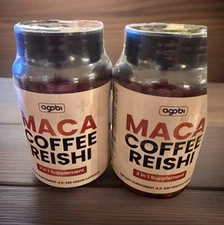 agobi
MACA
COFFEE
REISHI
3 in 1 Supplement
agobi
MACA
COFFEE
REISHI
3 in 1 Supplement